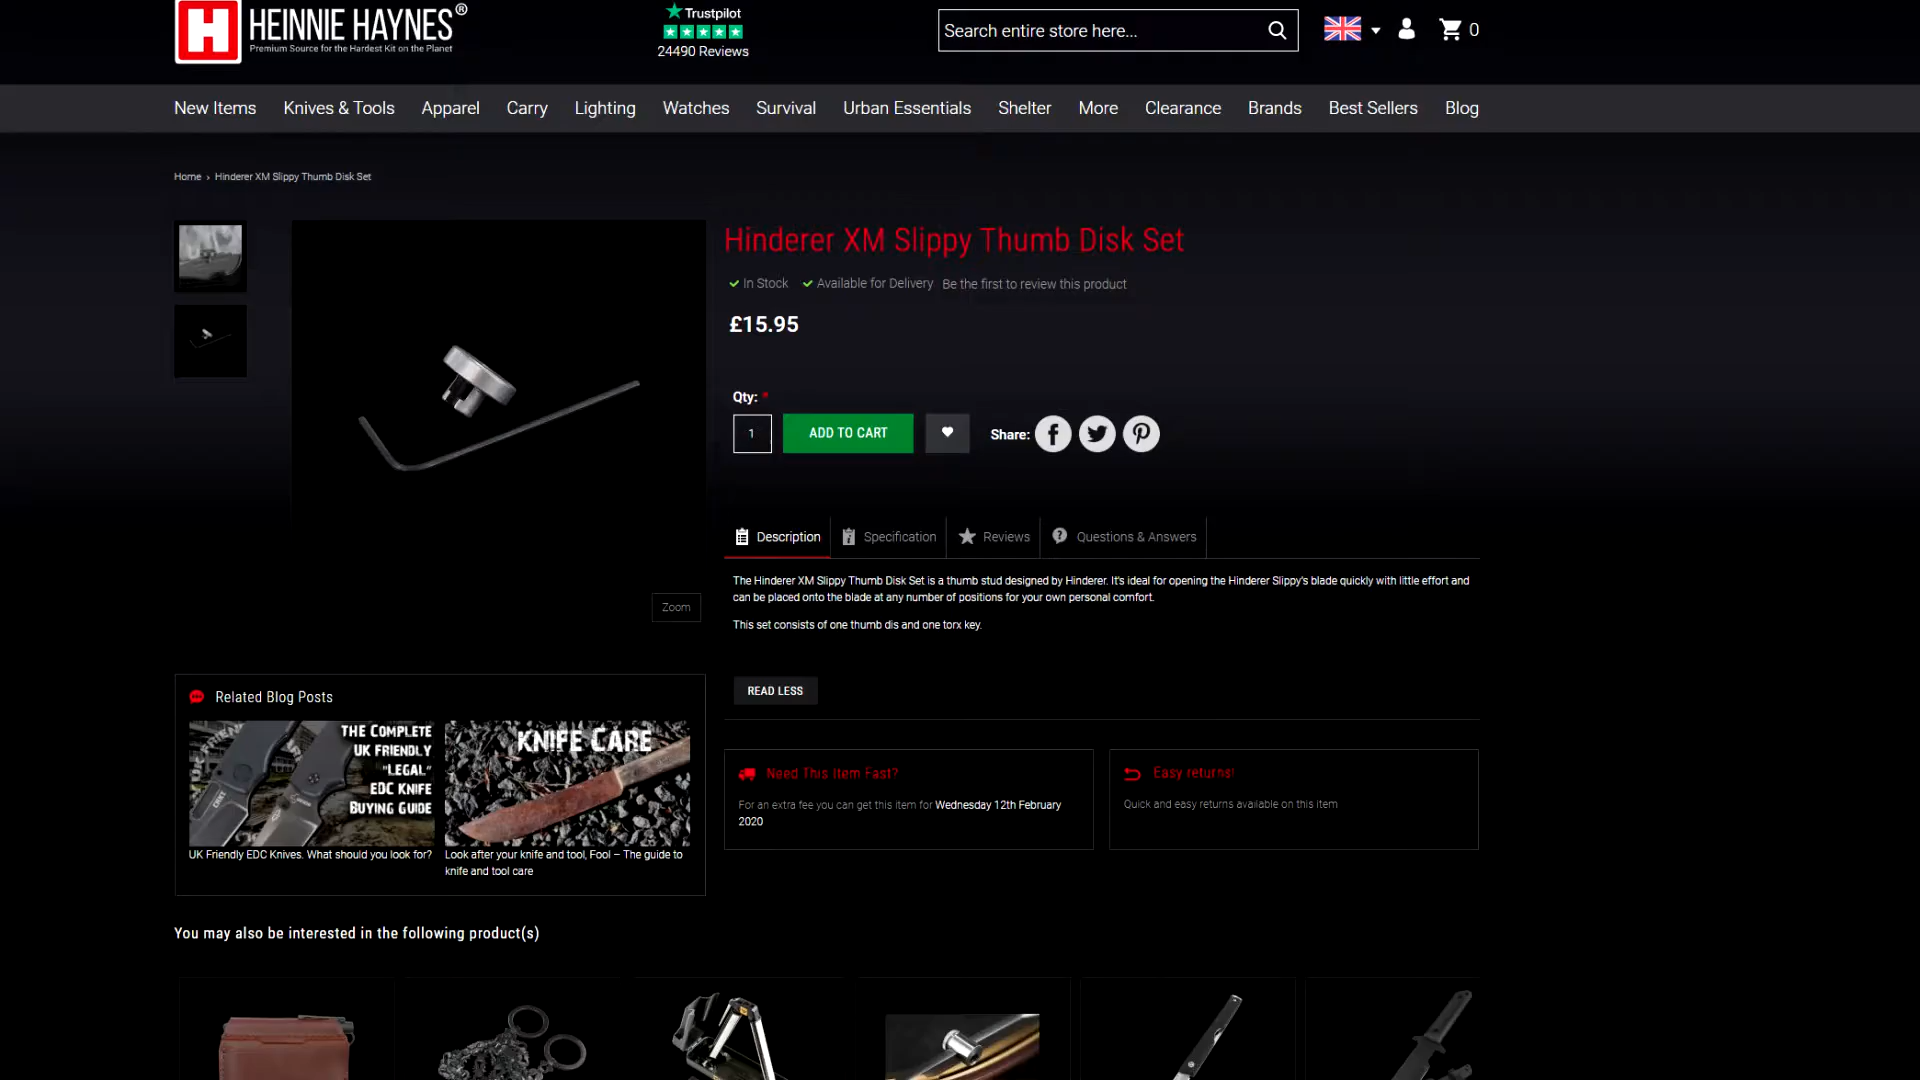 HEINNIE HAYNES®
Premium Source for the Hardest Kit on the Planet
Trustpilot
24490 Reviews
Search entire store here...
0
New Items Knives & Tools Apparel Carry Lighting Watches Survival Urban Essentials Shelter More Clearance Brands Best Sellers Blog
Home › Hinderer XM Slippy Thumb Disk Set
Hinderer XM Slippy Thumb Disk Set
In Stock Available for Delivery Be the first to review this product
£15.95
Qty: *
1 ADD TO CART Share:
Description Specification Reviews Questions & Answers
The Hinderer XM Slippy Thumb Disk Set is a thumb stud designed by Hinderer. It's ideal for opening the Hinderer Slippy's blade quickly with little effort and
can be placed onto the blade at any number of positions for your own personal comfort.
This set consists of one thumb dis and one torx key.
Zoom
READ LESS
Related Blog Posts
THE COMPLETE
UK FRIENDLY
"LEGAL"
EDC KNIFE
BUYING GUIDE
KNIFE CARE
UK Friendly EDC Knives. What should you look for?
Look after your knife and tool, Fool – The guide to
knife and tool care
Need This Item Fast?
For an extra fee you can get this item for Wednesday 12th February
2020
Easy returns!
Quick and easy returns available on this item
You may also be interested in the following product(s)